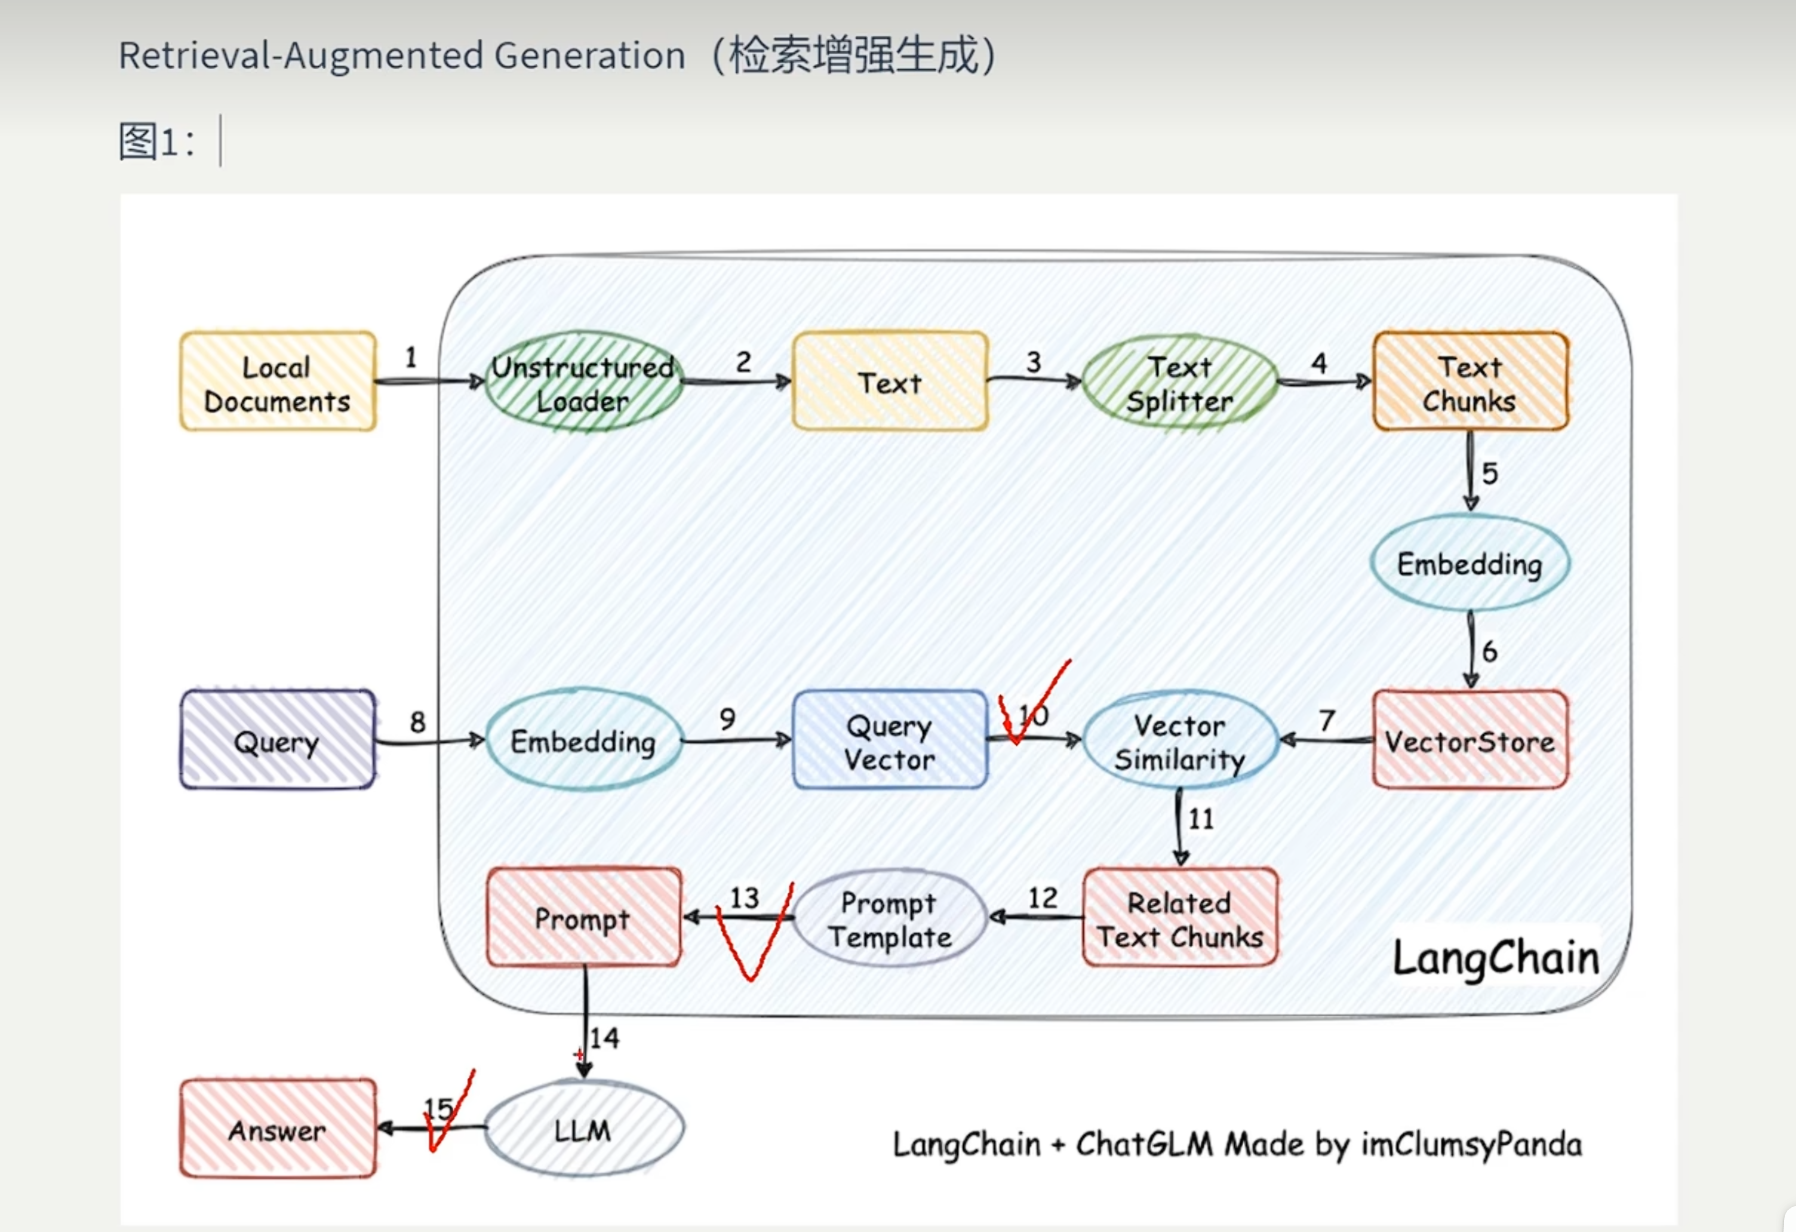 Retrieval-Augmented Generation（检索增强生成）
图1：
Local
Documents
1
Unstructured
Loader
2
Text
3
Text
Splitter
4
Text
Chunks
5
Embedding
6
Query
8
Embedding
9
Query
Vector
10
Vector
Similarity
7
VectorStore
11
Prompt
13
Prompt
Template
12
Related
Text Chunks
LangChain
14
Answer
15
LLM
LangChain + ChatGLM Made by imClumsyPanda